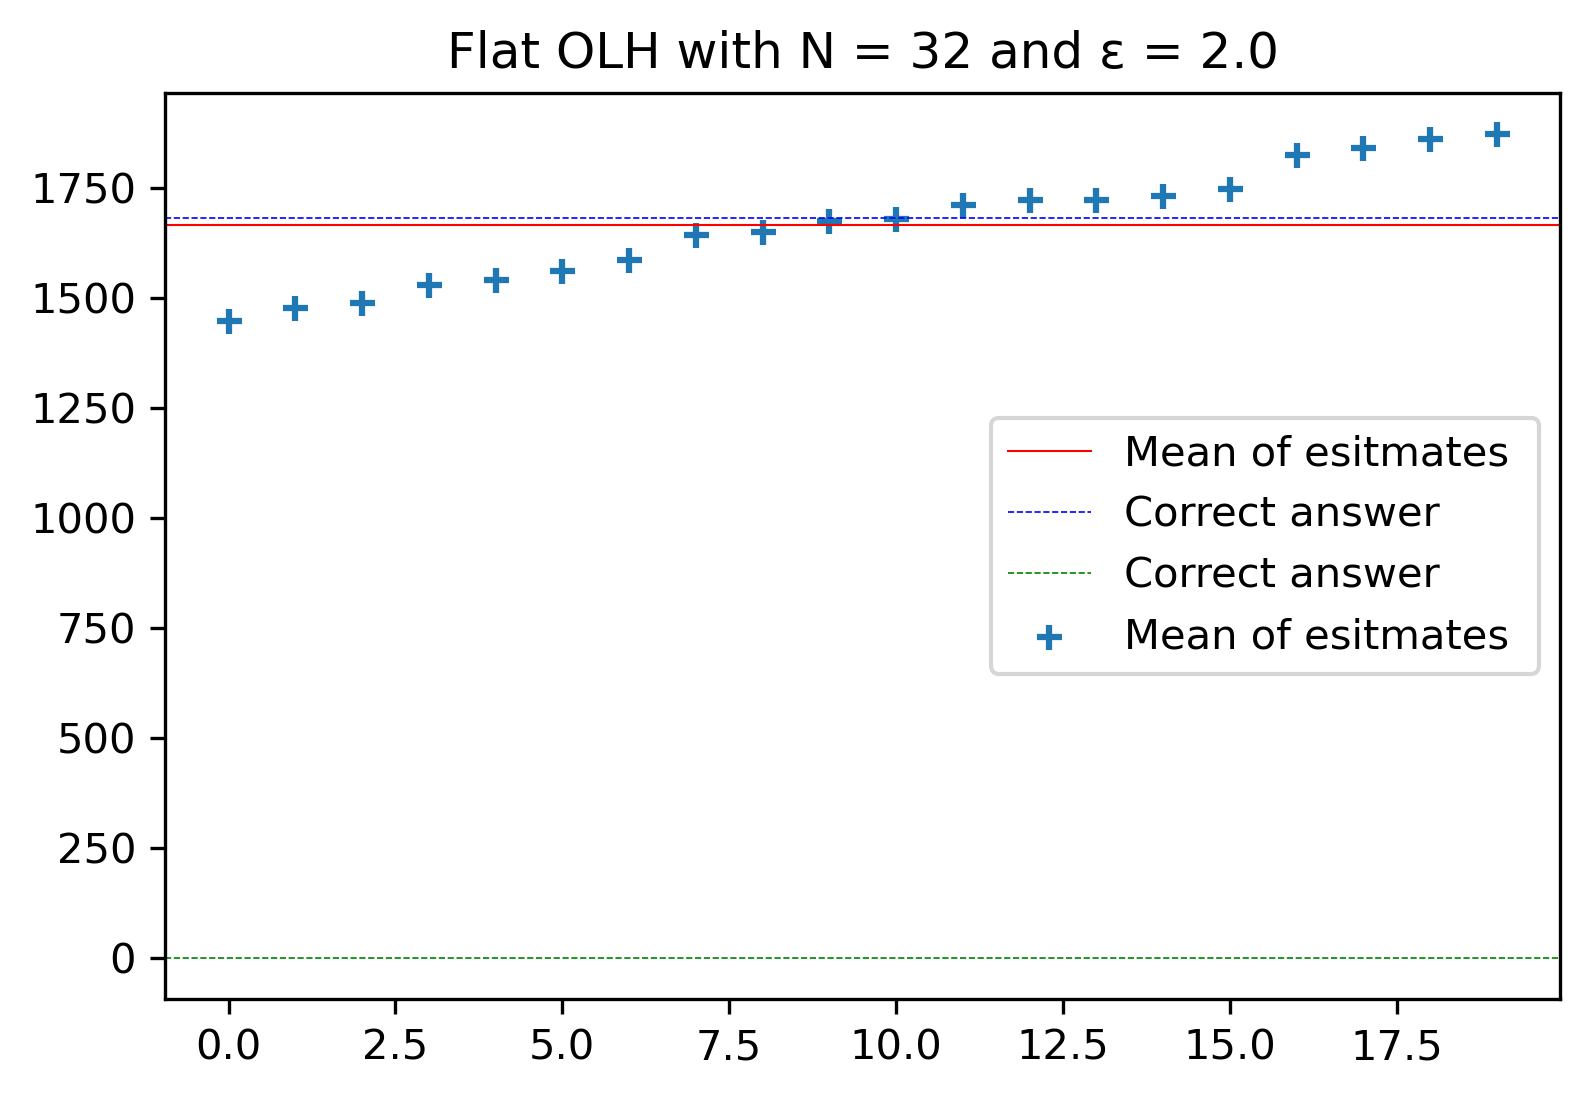 Flat OLH with N = 32 and ε = 2.0
1750
1500
1250
1000
750
500
250
0
Mean of esitmates
Correct answer
Correct answer
Mean of esitmates
0.0 2.5 5.0 7.5 10.0 12.5 15.0 17.5